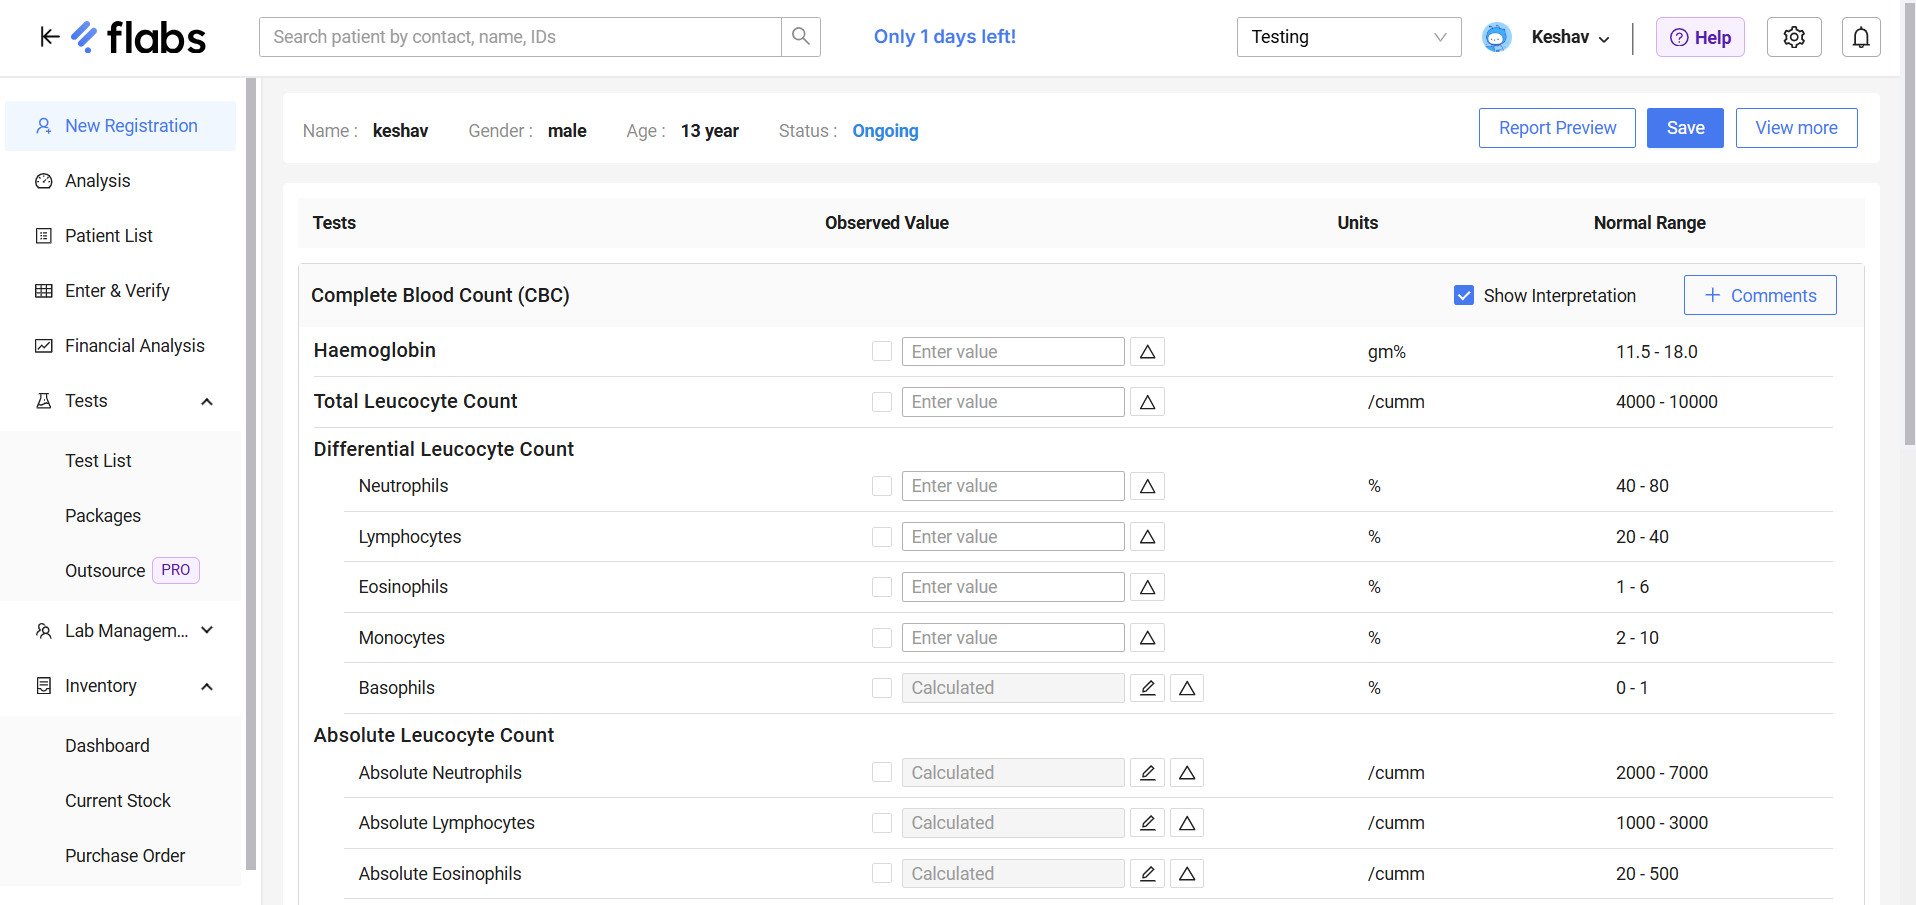 flabs
Search patient by contact, name, IDs
Only 1 days left!
Testing
Keshav
Help
New Registration
Analysis
Patient List
Enter & Verify
Financial Analysis
Tests
Test List
Packages
Outsource PRO
Lab Managem...
Inventory
Dashboard
Current Stock
Purchase Order
Name : keshav Gender : male Age : 13 year Status : Ongoing
Report Preview Save View more
Tests Observed Value Units Normal Range
Complete Blood Count (CBC) Show Interpretation + Comments
Haemoglobin Enter value gm% 11.5 - 18.0
Total Leucocyte Count Enter value /cumm 4000 - 10000
Differential Leucocyte Count
Neutrophils Enter value % 40 - 80
Lymphocytes Enter value % 20 - 40
Eosinophils Enter value % 1 - 6
Monocytes Enter value % 2 - 10
Basophils Calculated % 0 - 1
Absolute Leucocyte Count
Absolute Neutrophils Calculated /cumm 2000 - 7000
Absolute Lymphocytes Calculated /cumm 1000 - 3000
Absolute Eosinophils Calculated /cumm 20 - 500